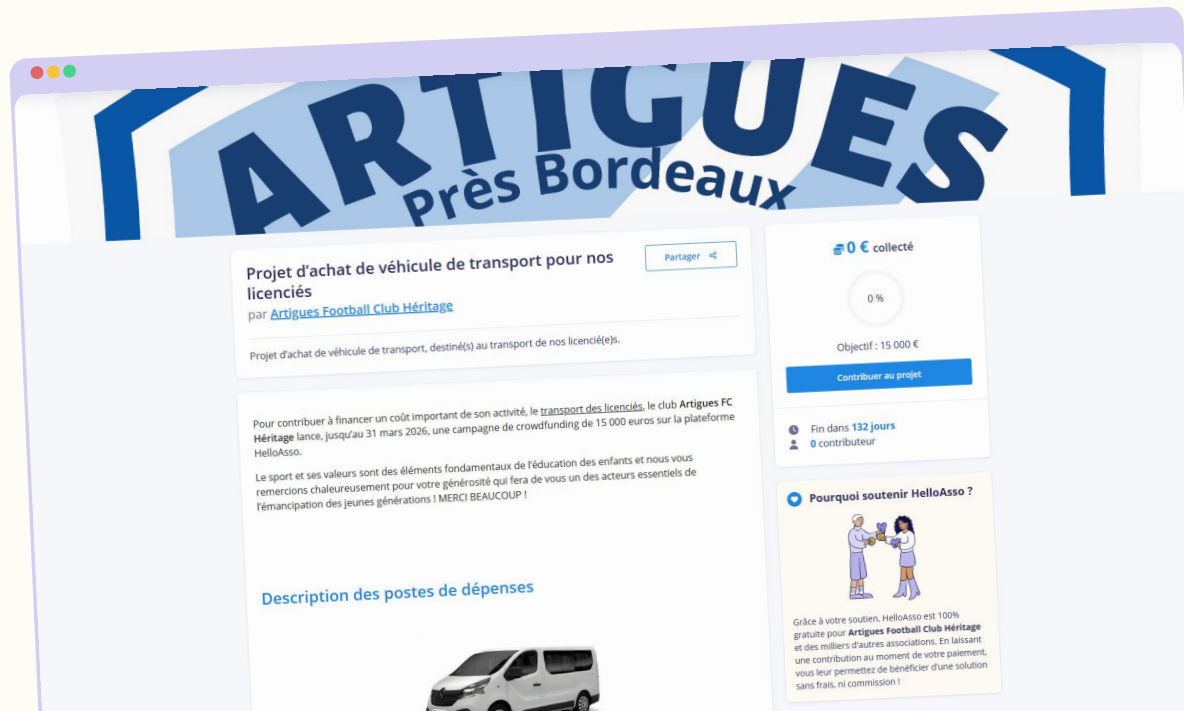 ARTIGUES
Près Bordeaux
Projet d'achat de véhicule de transport pour nos
licenciés
par Artigues Football Club Héritage
Partager
Projet d'achat de véhicule de transport, destiné(s) au transport de nos licencié(e)s.
Pour contribuer à financer un coût important de son activité, le transport des licenciés, le club Artigues FC
Héritage lance, jusqu'au 31 mars 2026, une campagne de crowdfunding de 15 000 euros sur la plateforme
HelloAsso.
Le sport et ses valeurs sont des éléments fondamentaux de l'éducation des enfants et nous vous
remercions chaleureusement pour votre générosité qui fera de vous un des acteurs essentiels de
l'émancipation des jeunes générations ! MERCI BEAUCOUP !
Description des postes de dépenses
0 € collecté
0 %
Objectif : 15 000 €
Contribuer au projet
Fin dans 132 jours
0 contributeur
Pourquoi soutenir HelloAsso ?
Grâce à votre soutien, HelloAsso est 100%
gratuite pour Artigues Football Club Héritage
et des milliers d'autres associations. En laissant
une contribution au moment de votre paiement,
vous leur permettez de bénéficier d'une solution
sans frais, ni commission !